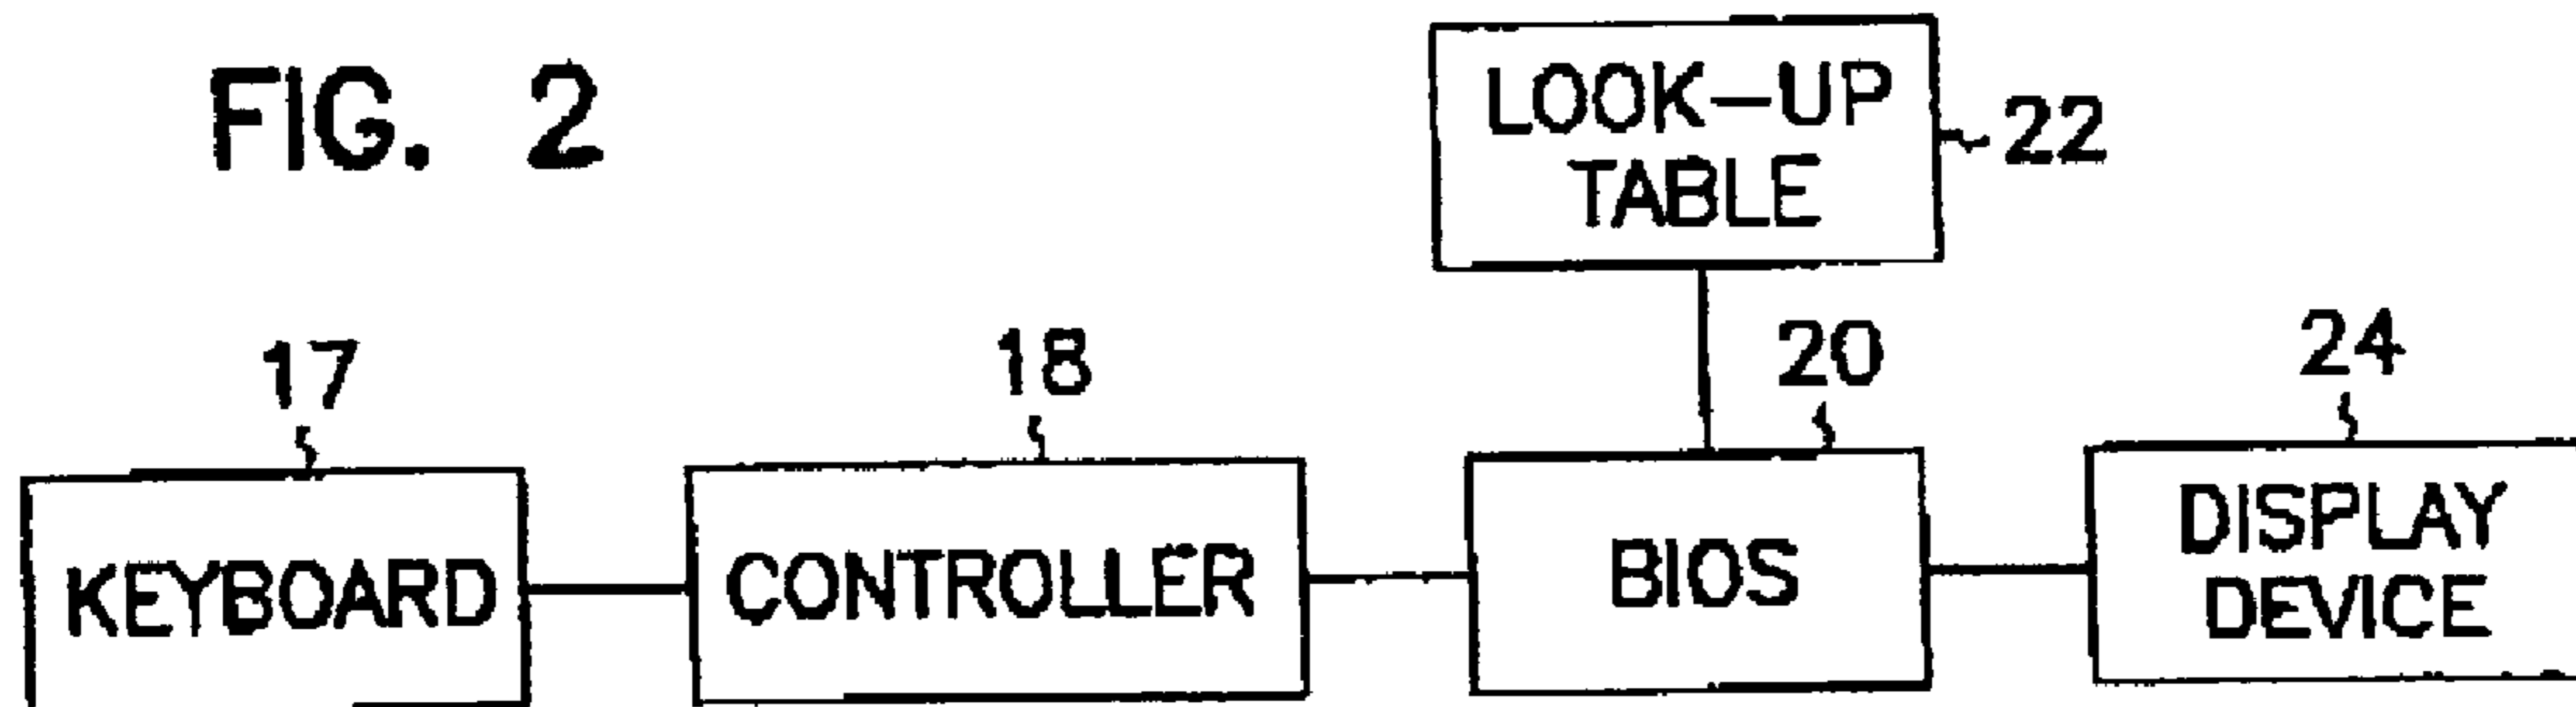 FIG. 2
LOOK-UP
TABLE
22
17
18
20
24
KEYBOARD
CONTROLLER
BIOS
DISPLAY
DEVICE